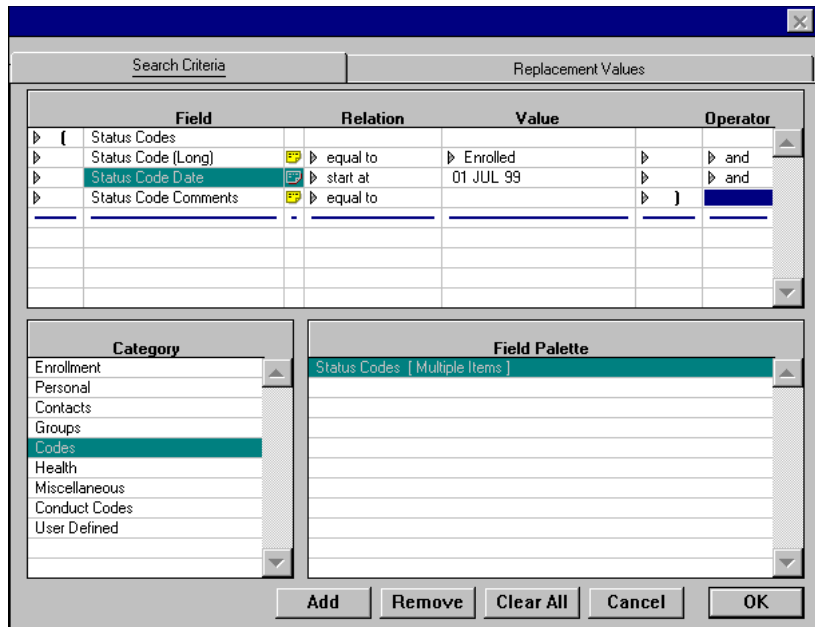 Search Criteria Replacement Values
Field Relation Value Operator
( Status Codes
Status Code (Long) equal to Enrolled and
Status Code Date start at 01 JUL 99 and
Status Code Comments equal to )
Category
Enrollment
Personal
Contacts
Groups
Codes
Health
Miscellaneous
Conduct Codes
User Defined
Field Palette
Status Codes [ Multiple Items ]
Add Remove Clear All Cancel OK